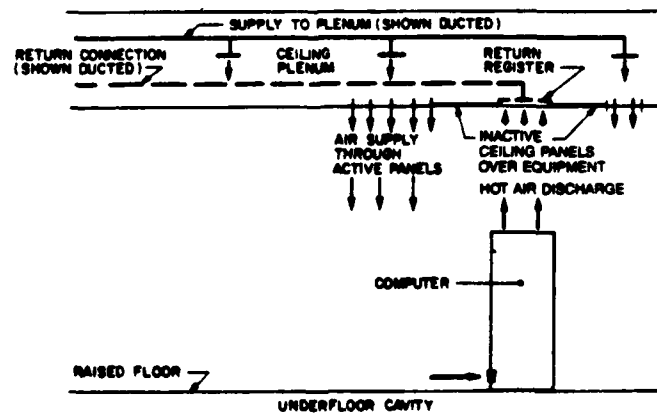 SUPPLY TO PLENUM (SHOWN DUCTED)
RETURN CONNECTION
(SHOWN DUCTED)
CEILING
PLENUM
RETURN
REGISTER
AIR SUPPLY
THROUGH
ACTIVE PANELS
INACTIVE
CEILING PANELS
OVER EQUIPMENT
HOT AIR DISCHARGE
COMPUTER
RAISED FLOOR
UNDERFLOOR CAVITY